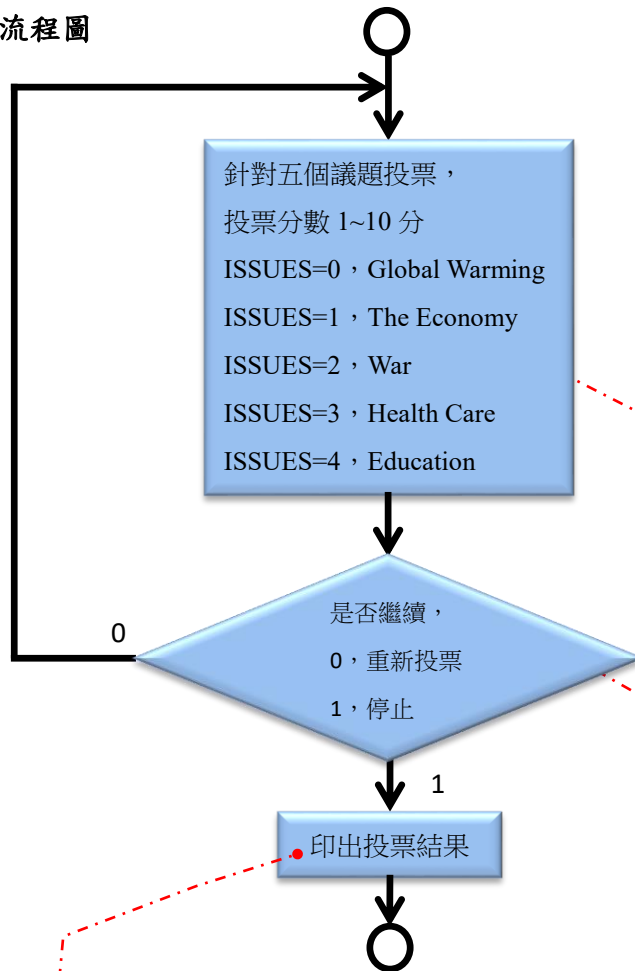 流程圖
針對五個議題投票，
投票分數 1~10 分
ISSUES=0，Global Warming
ISSUES=1，The Economy
ISSUES=2，War
ISSUES=3，Health Care
ISSUES=4，Education
是否繼續，
0，重新投票
1，停止
0
1
印出投票結果